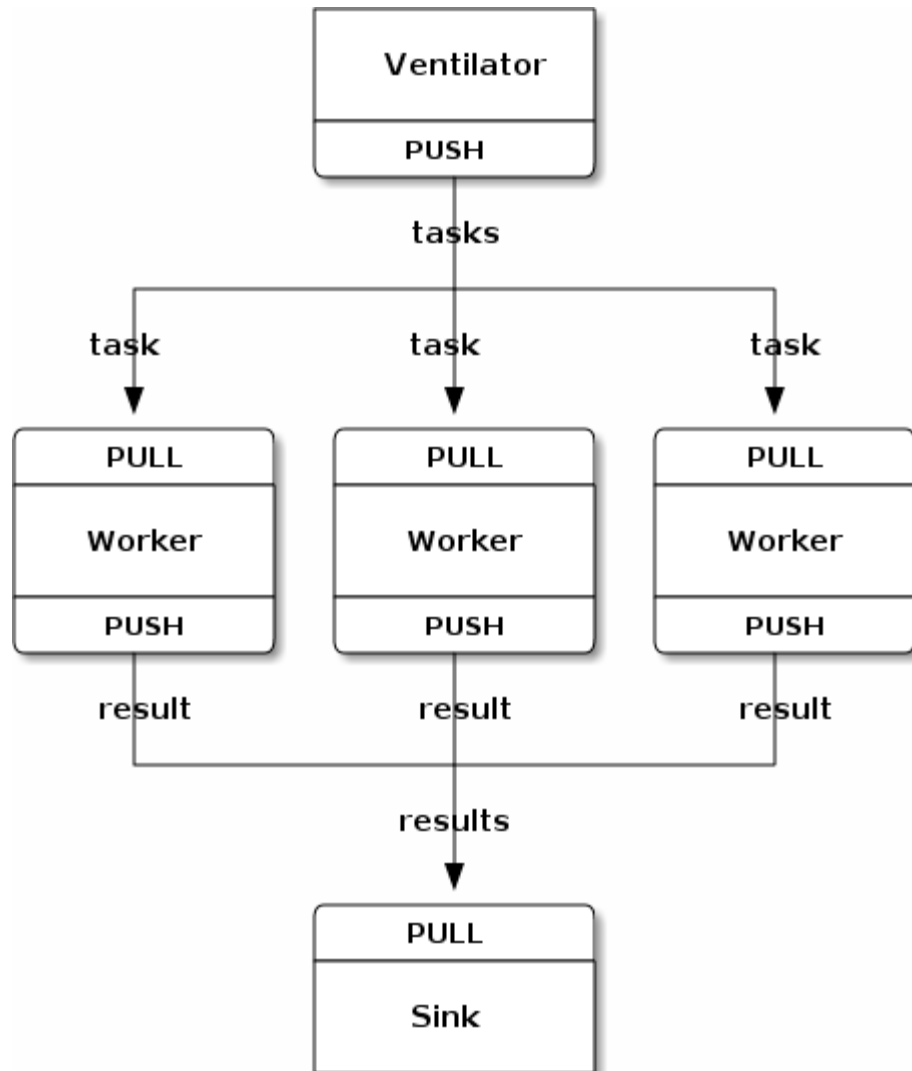 Ventilator
PUSH
tasks
task task task
PULL PULL PULL
Worker Worker Worker
PUSH PUSH PUSH
result result result
results
PULL
Sink